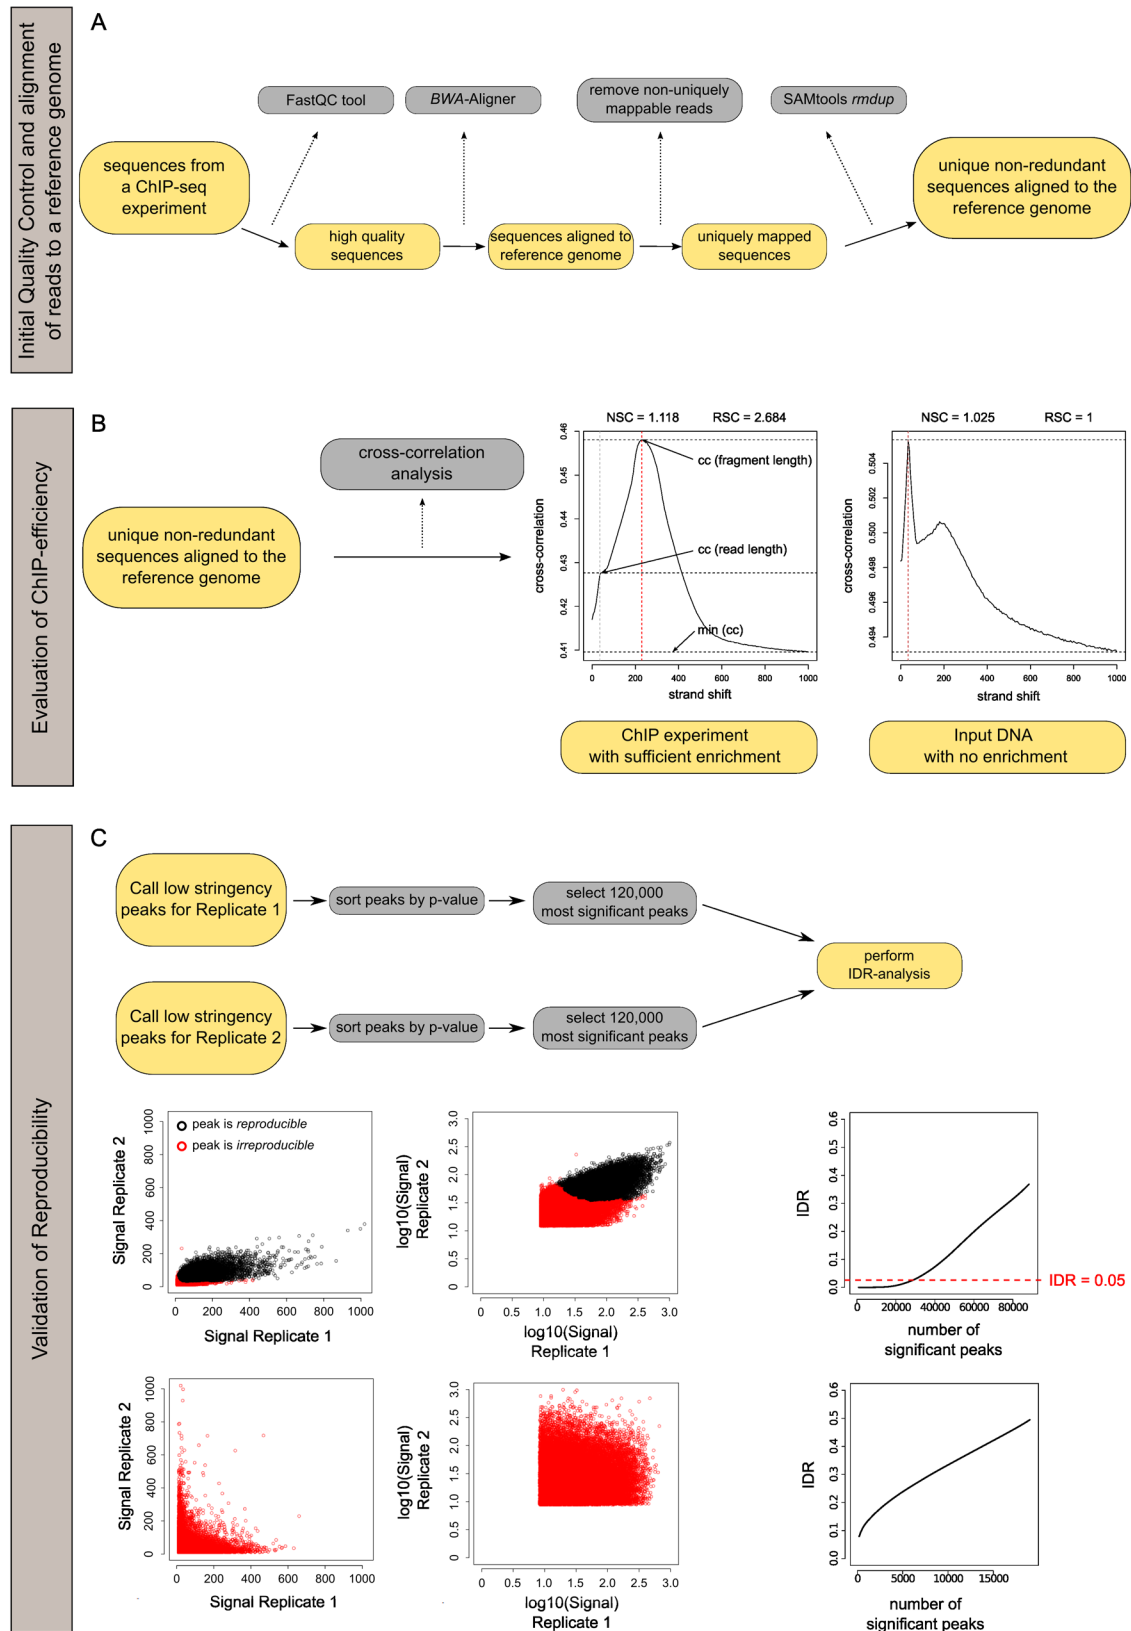 Initial Quality Control and alignment
of reads to a reference genome
A
FastQC tool
BWA-Aligner
remove non-uniquely
mappable reads
SAMtools rmdup
sequences from
a ChIP-seq
experiment
high quality
sequences
sequences aligned to
reference genome
uniquely mapped
sequences
unique non-redundant
sequences aligned to the
reference genome
Evaluation of ChIP-efficiency
B
unique non-redundant
sequences aligned to the
reference genome
cross-correlation
analysis
NSC = 1.118 RSC = 2.684
cross-correlation
0.46
0.45
0.44
0.43
0.42
0.41
cc (fragment length)
cc (read length)
min (cc)
0 200 400 600 800 1000
strand shift
ChIP experiment
with sufficient enrichment
NSC = 1.025 RSC = 1
cross-correlation
0.504
0.502
0.500
0.498
0.496
0.494
0 200 400 600 800 1000
strand shift
Input DNA
with no enrichment
Validation of Reproducibility
C
Call low stringency
peaks for Replicate 1
sort peaks by p-value
select 120,000
most significant peaks
perform
IDR-analysis
Call low stringency
peaks for Replicate 2
sort peaks by p-value
select 120,000
most significant peaks
Signal Replicate 2
1000
800
600
400
200
0
peak is reproducible
peak is irreproducible
0 200 400 600 800 1000
Signal Replicate 1
log10(Signal)
Replicate 2
3.0
2.5
2.0
1.5
1.0
0.5
0
0 0.5 1.0 1.5 2.0 2.5 3.0
log10(Signal)
Replicate 1
IDR
0.6
0.5
0.4
0.3
0.2
0.1
0.0
IDR = 0.05
0 20000 40000 60000 80000
number of
significant peaks
Signal Replicate 2
1000
800
600
400
200
0
0 200 400 600 800 1000
Signal Replicate 1
log10(Signal)
Replicate 2
3.0
2.5
2.0
1.5
1.0
0.5
0
0 0.5 1.0 1.5 2.0 2.5 3.0
log10(Signal)
Replicate 1
IDR
0.6
0.5
0.4
0.3
0.2
0.1
0.0
0 5000 10000 15000
number of
significant peaks